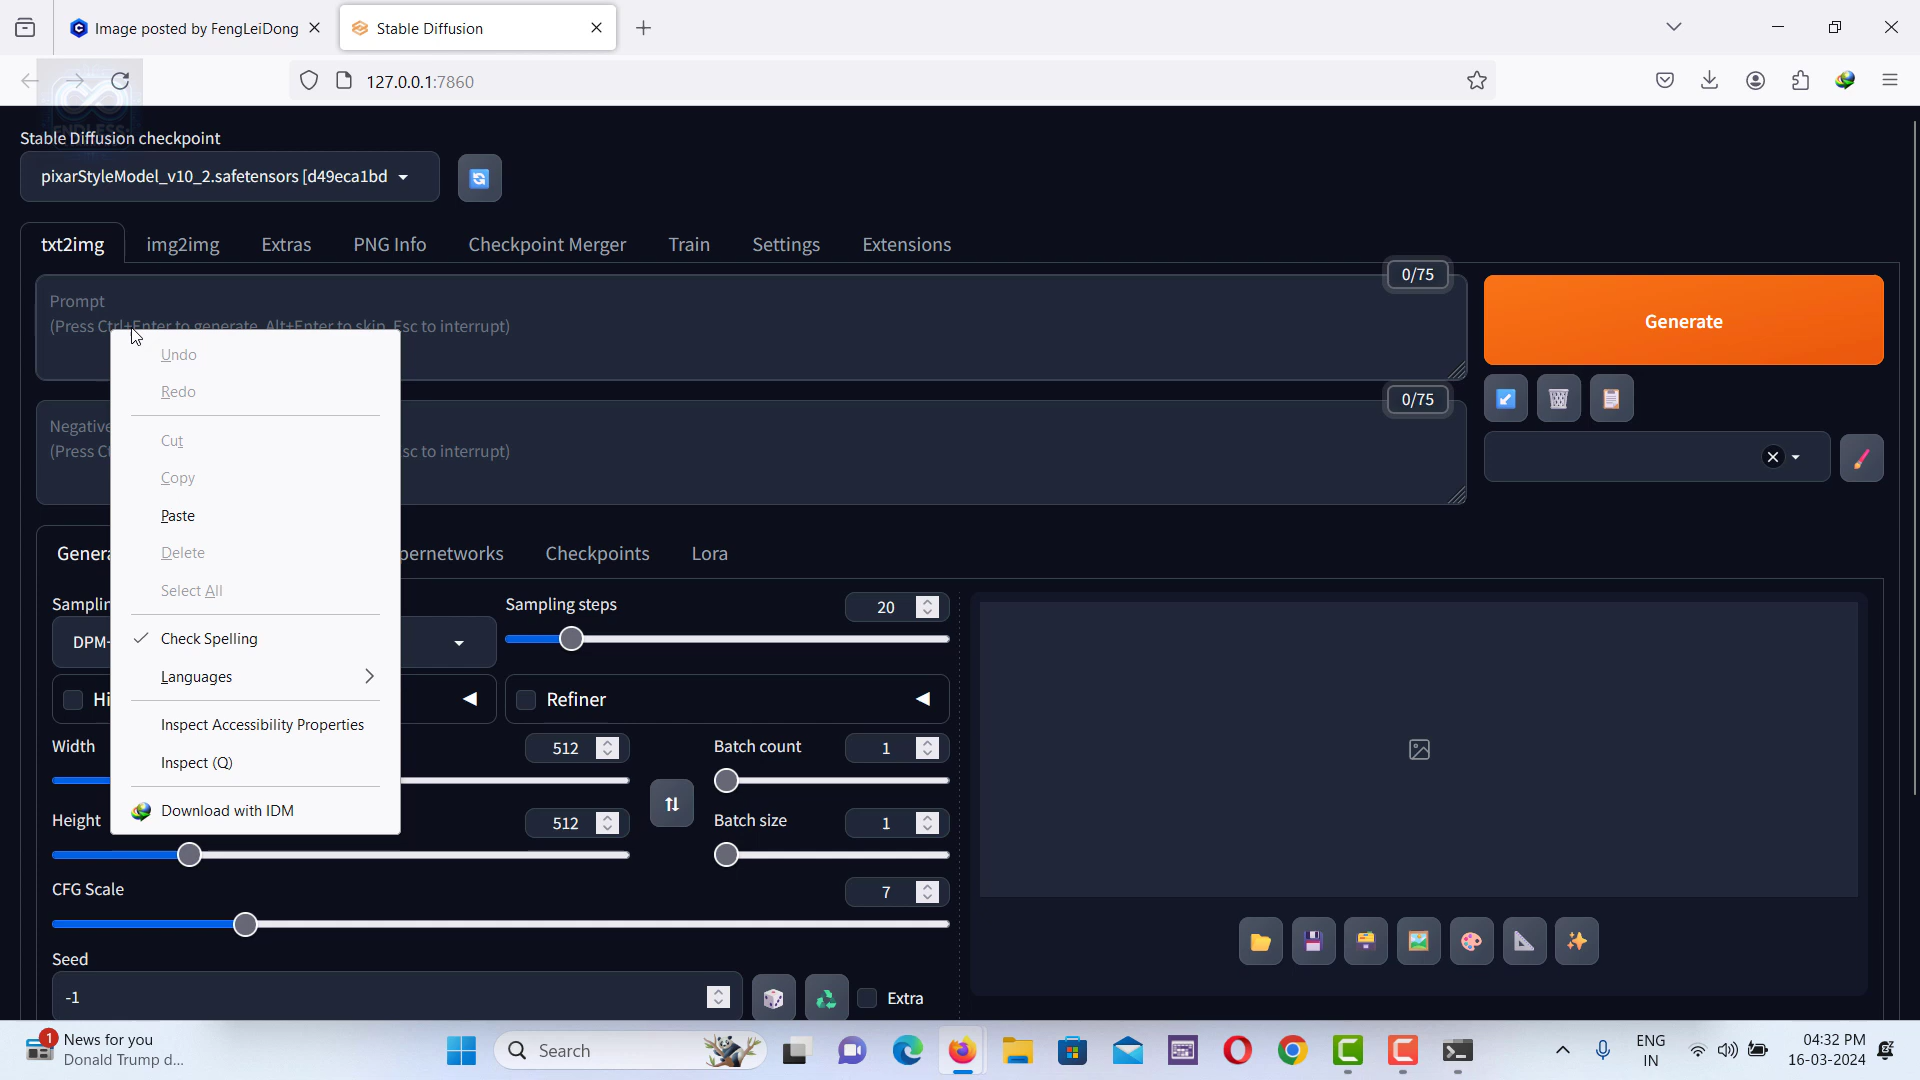 Image posted by FengLeiDong
Stable Diffusion
127.0.0.1:7860
Stable Diffusion checkpoint
pixarStyleModel_v10_2.safetensors [d49eca1bd
txt2img
img2img
Extras
PNG Info
Checkpoint Merger
Train
Settings
Extensions
0/75
Prompt
(Press Ctrl+Enter to generate, Alt+Enter to skip, Esc to interrupt)
Generate
0/75
Negative
(Press Ct
sc to interrupt)
Undo
Redo
Cut
Copy
Paste
Delete
Select All
Check Spelling
Languages
Inspect Accessibility Properties
Inspect (Q)
Download with IDM
Genera
pernetworks
Checkpoints
Lora
Samplin
DPM+
Sampling steps
20
Hi
Refiner
Width
512
Batch count
1
Height
512
Batch size
1
CFG Scale
7
Seed
-1
Extra
1
News for you
Donald Trump d...
Search
ENG
IN
04:32 PM
16-03-2024